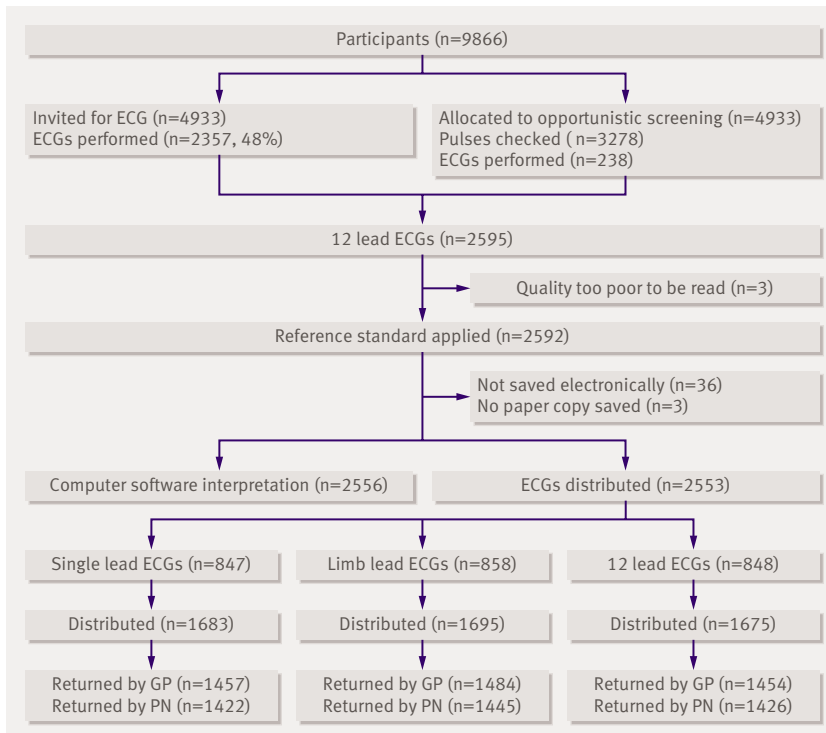 Participants (n=9866)
Invited for ECG (n=4933)
ECGs performed (n=2357, 48%)
Allocated to opportunistic screening (n=4933)
Pulses checked ( n=3278)
ECGs performed (n=238)
12 lead ECGs (n=2595)
Quality too poor to be read (n=3)
Reference standard applied (n=2592)
Not saved electronically (n=36)
No paper copy saved (n=3)
Computer software interpretation (n=2556)
ECGs distributed (n=2553)
Single lead ECGs (n=847)
Limb lead ECGs (n=858)
12 lead ECGs (n=848)
Distributed (n=1683)
Distributed (n=1695)
Distributed (n=1675)
Returned by GP (n=1457)
Returned by PN (n=1422)
Returned by GP (n=1484)
Returned by PN (n=1445)
Returned by GP (n=1454)
Returned by PN (n=1426)